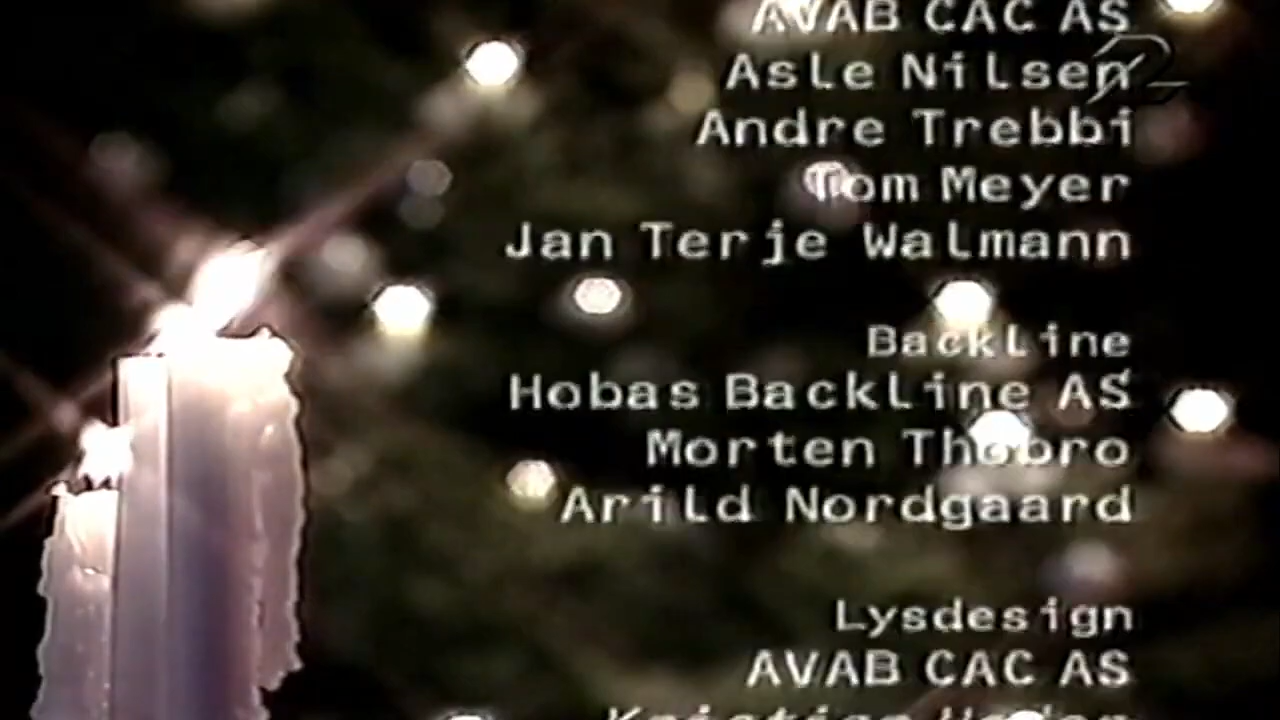 AVAB CAC AS
Asle Nilsen
Andre Trebbi
Tom Meyer
Jan Terje Walmann
Backline
Hobas Backline AS
Morten Thobro
Arild Nordgaard
Lysdesign
AVAB CAC AS